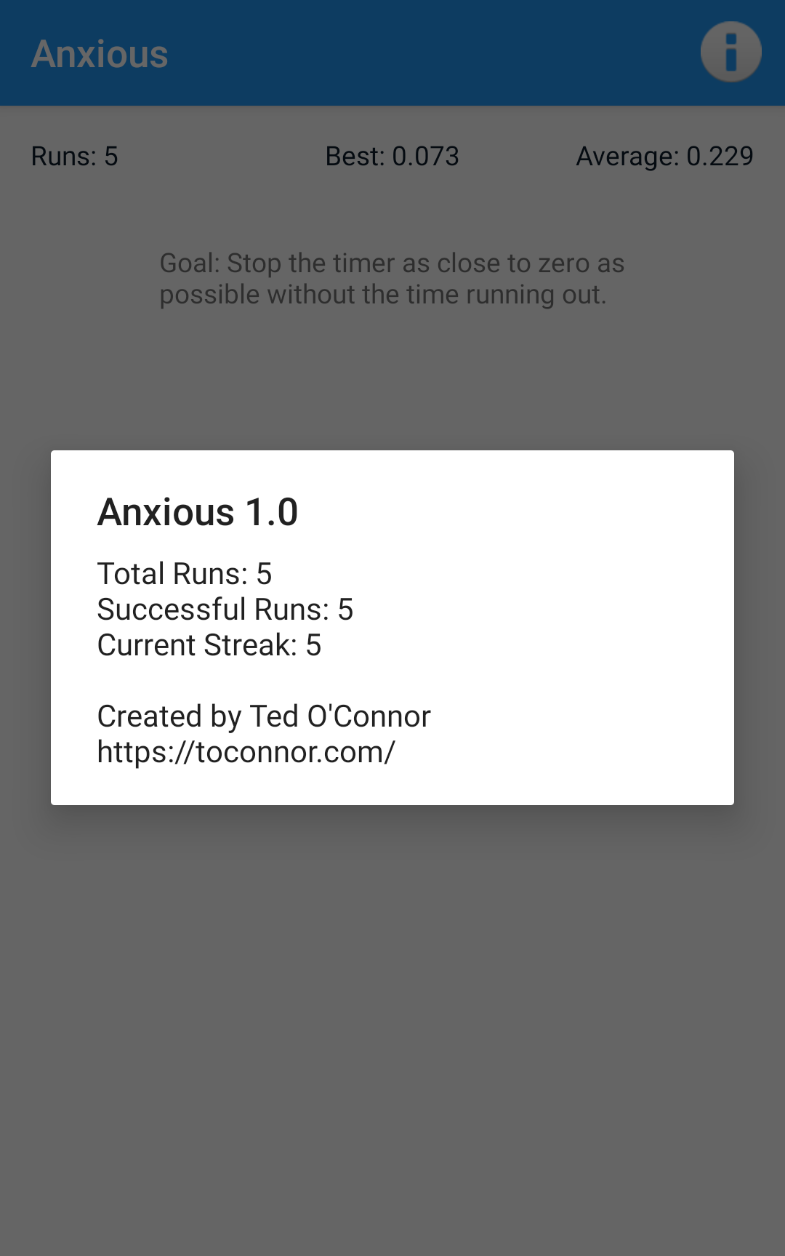 Anxious
Runs: 5
Best: 0.073
Average: 0.229
Goal: Stop the timer as close to zero as
possible without the time running out.
Anxious 1.0
Total Runs: 5
Successful Runs: 5
Current Streak: 5
Created by Ted O'Connor
https://toconnor.com/